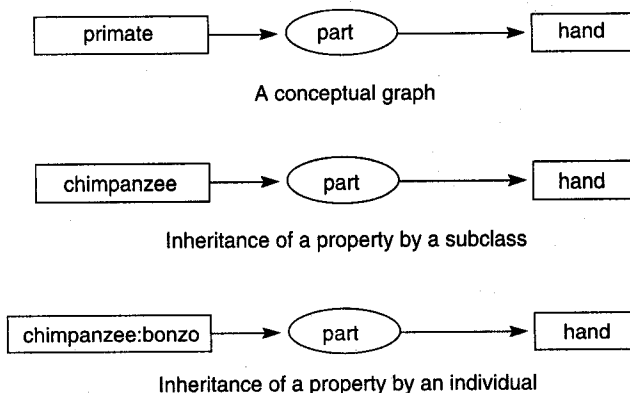 primate part hand
A conceptual graph
chimpanzee part hand
Inheritance of a property by a subclass
chimpanzee:bonzo part hand
Inheritance of a property by an individual